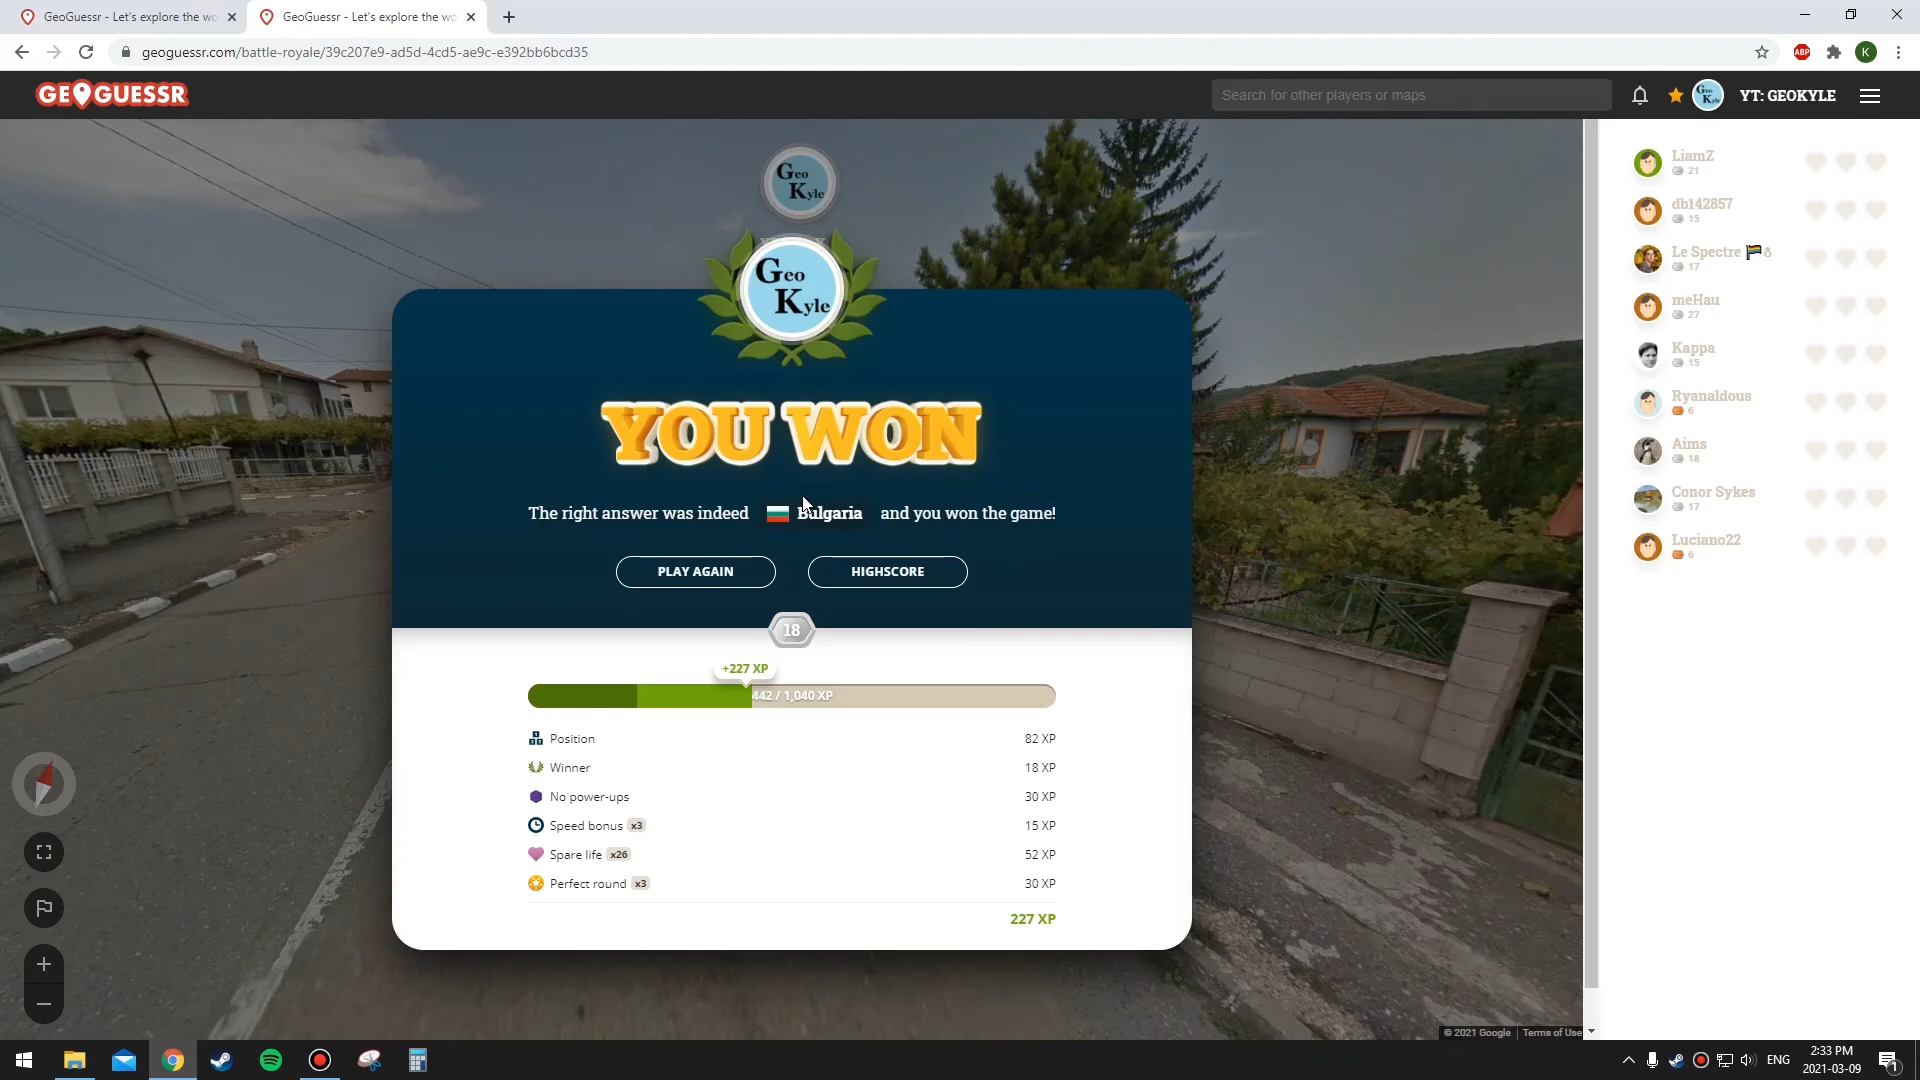 GeoGuessr - Let's explore the wo
GeoGuessr - Let's explore the wo
geoguessr.com/battle-royale/39c207e9-ad5d-4cd5-ae9c-e392bb6bcd35
ABP
K
GEOGUESSR
Search for other players or maps
Geo Kyle
YT: GEOKYLE
Geo
Kyle
Geo
Kyle
YOU WON
The right answer was indeed Bulgaria and you won the game!
PLAY AGAIN
HIGHSCORE
18
+227 XP
442 / 1,040 XP
Position 82 XP
Winner 18 XP
No power-ups 30 XP
Speed bonus x3 15 XP
Spare life x26 52 XP
Perfect round x3 30 XP
227 XP
LiamZ
21
db142857
15
Le Spectre
17
meHau
27
Kappa
15
Ryanaldous
6
Aims
18
Conor Sykes
17
Luciano22
6
© 2021 Google
Terms of Use
ENG
2:33 PM
2021-03-09
1